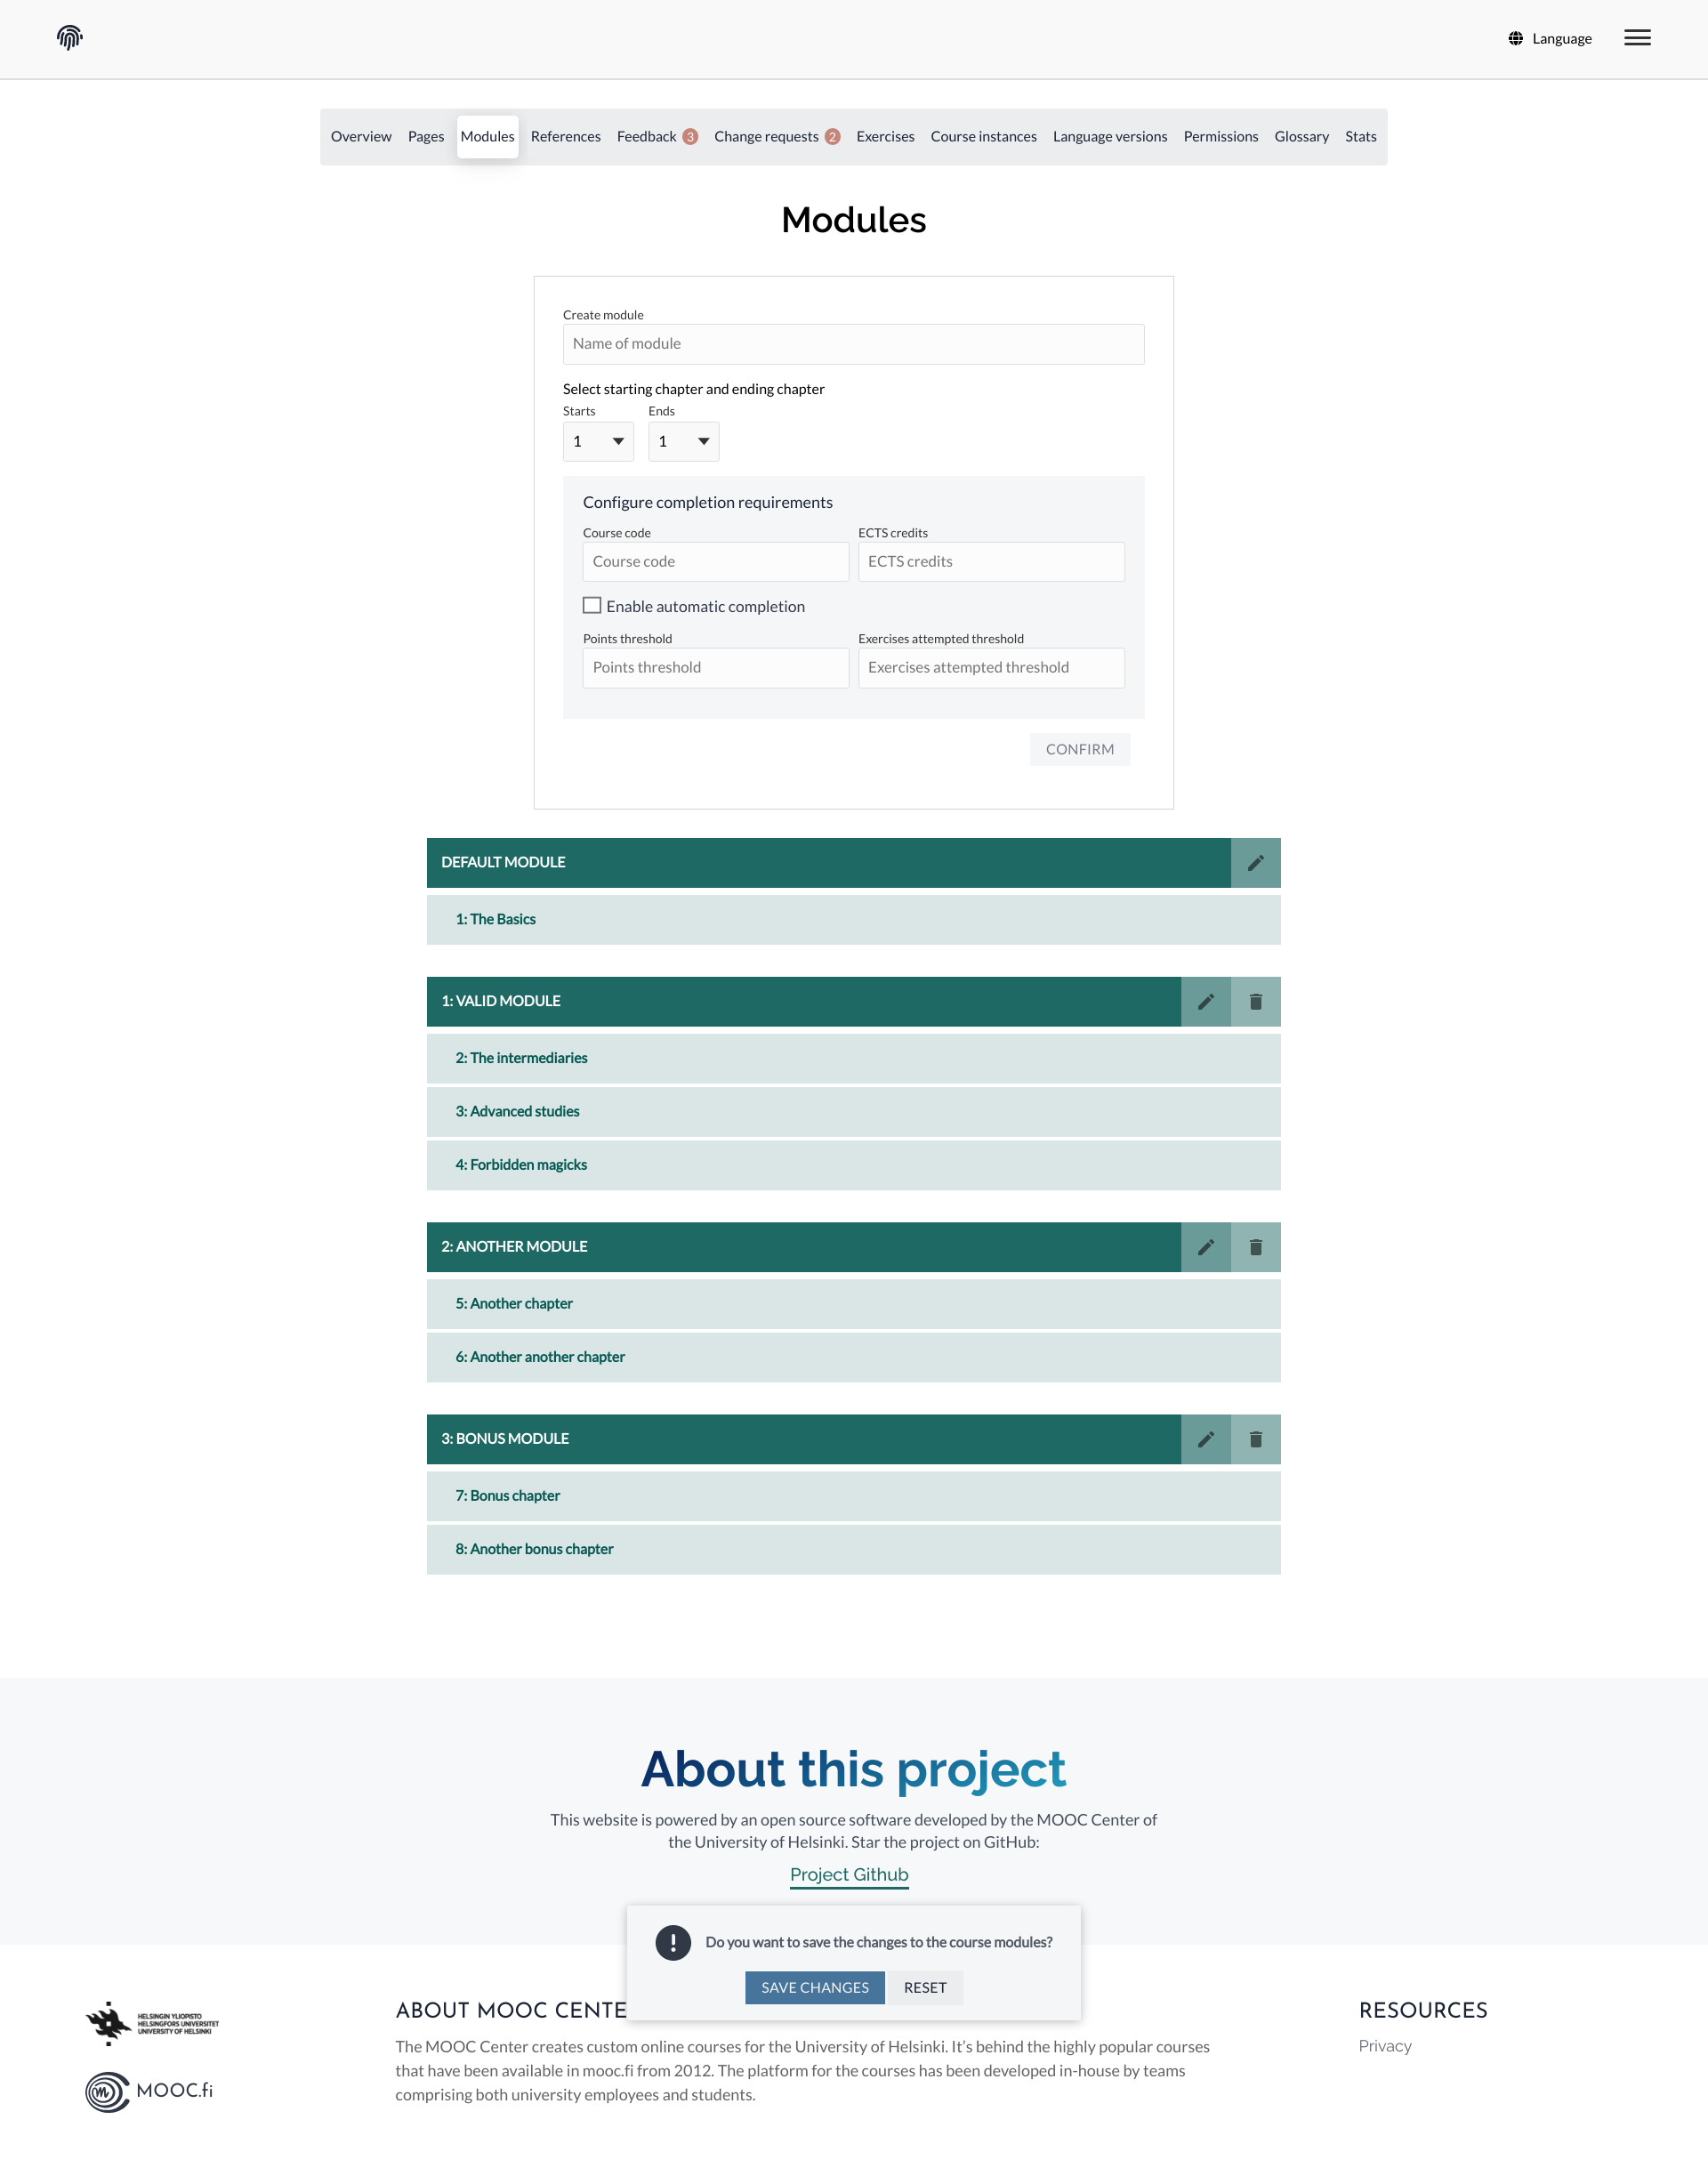 Language
Overview Pages Modules References Feedback 3 Change requests 2 Exercises Course instances Language versions Permissions Glossary Stats
Modules
Create module
Name of module
Select starting chapter and ending chapter
Starts Ends
1 1
Configure completion requirements
Course code ECTS credits
Course code ECTS credits
Enable automatic completion
Points threshold Exercises attempted threshold
Points threshold Exercises attempted threshold
CONFIRM
DEFAULT MODULE
1: The Basics
1: VALID MODULE
2: The intermediaries
3: Advanced studies
4: Forbidden magicks
2: ANOTHER MODULE
5: Another chapter
6: Another another chapter
3: BONUS MODULE
7: Bonus chapter
8: Another bonus chapter
About this project
This website is powered by an open source software developed by the MOOC Center of
the University of Helsinki. Star the project on GitHub:
Project Github
Do you want to save the changes to the course modules?
SAVE CHANGES RESET
HELSINGIN YLIOPISTO
HELSINGFORS UNIVERSITET
UNIVERSITY OF HELSINKI
MOOC.fi
ABOUT MOOC CENTE
The MOOC Center creates custom online courses for the University of Helsinki. It’s behind the highly popular courses
that have been available in mooc.fi from 2012. The platform for the courses has been developed in-house by teams
comprising both university employees and students.
RESOURCES
Privacy